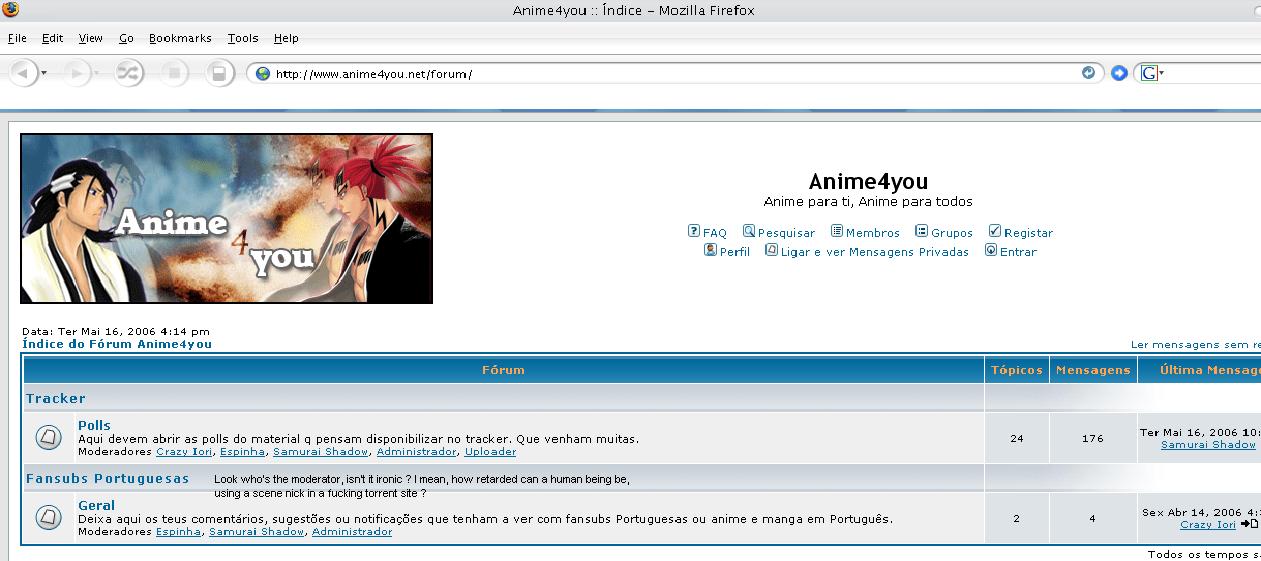 Anime4you :: Índice – Mozilla Firefox
File Edit View Go Bookmarks Tools Help
http://www.anime4you.net/forum/
G
Anime
4
you
Anime4you
Anime para ti, Anime para todos
FAQ Pesquisar Membros Grupos Registar
Perfil Ligar e ver Mensagens Privadas Entrar
Data: Ter Mai 16, 2006 4:14 pm
Índice do Fórum Anime4you
Ler mensagens sem re
Fórum Tópicos Mensagens Última Mensag
Tracker
Polls
Aqui devem abrir as polls do material q pensam disponibilizar no tracker. Que venham muitas.
Moderadores Crazy Iori, Espinha, Samurai Shadow, Administrador, Uploader
24 176
Ter Mai 16, 2006 10:
Samurai Shadow
Fansubs Portuguesas
Look who's the moderator, isn't it ironic ? I mean, how retarded can a human being be,
using a scene nick in a fucking torrent site ?
Geral
Deixa aqui os teus comentários, sugestões ou notificações que tenham a ver com fansubs Portuguesas ou anime e manga em Português.
Moderadores Espinha, Samurai Shadow, Administrador
2 4
Sex Abr 14, 2006 4:
Crazy Iori
Todos os tempos s